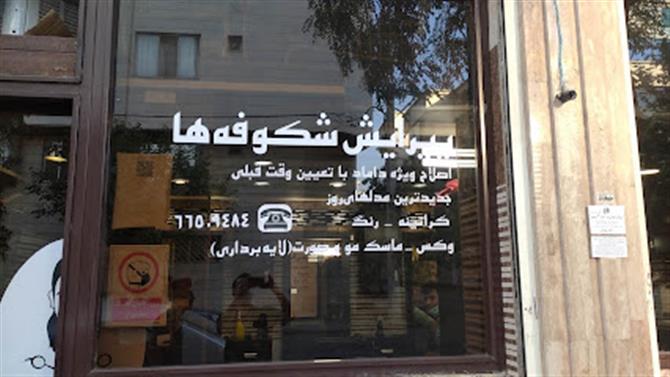 پیرایش شکوفه ها
اصلاح ویژه داماد با تعیین وقت قبلی
جدیدترین مدلهای روز
کراتینه - رنگ ۶۶۵۰۹۴۸۴
وکس - ماسک مو و صورت (لایه برداری)